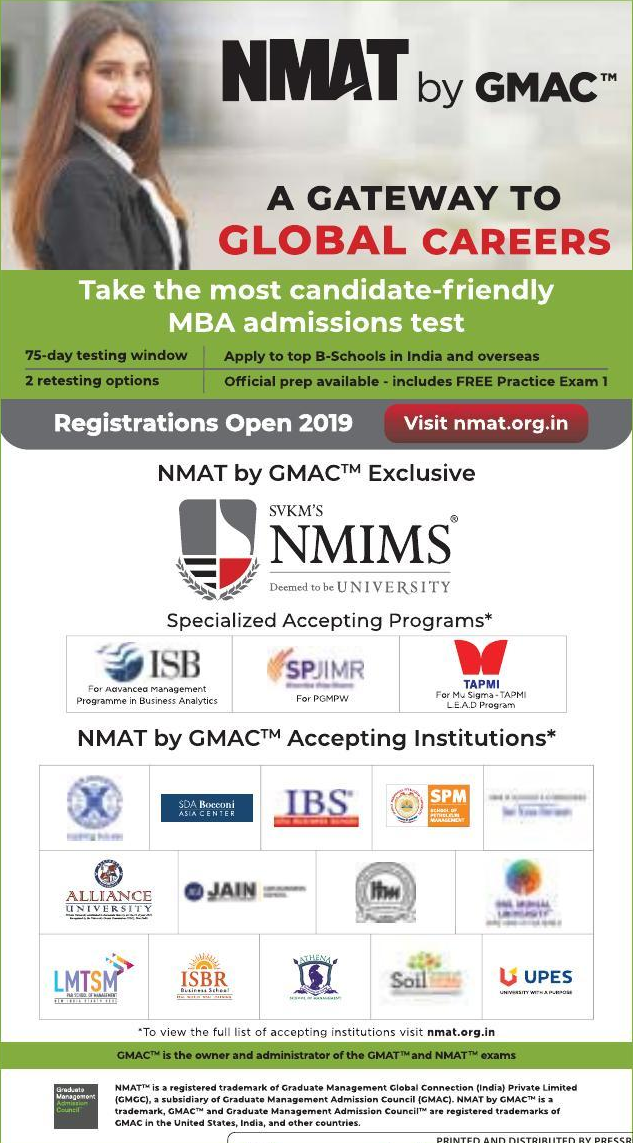 NMAT by GMAC™
A GATEWAY TO
GLOBAL CAREERS
Take the most candidate-friendly
MBA admissions test
75-day testing window
Apply to top B-Schools in India and overseas
2 retesting options
Official prep available - includes FREE Practice Exam 1
Registrations Open 2019
Visit nmat.org.in
NMAT by GMAC™ Exclusive
SVKM'S
NMIMS®
Deemed to be UNIVERSITY
Specialized Accepting Programs*
ISB
For Advanced Management
Programme in Business Analytics
SPJIMR
For PGMPW
TAPMI
For Mu Sigma - TAPMI
L.E.A.D Program
NMAT by GMAC™ Accepting Institutions*
SDA Bocconi
ASIA CENTER
IBS
SPM
SCHOOL OF
PETROLEUM
MANAGEMENT
ALLIANCE
UNIVERSITY
JAIN
LMTSM
ISBR
Business School
ATHENA
SCHOOL OF MANAGEMENT
Soil
UPES
UNIVERSITY WITH A PURPOSE
*To view the full list of accepting institutions visit nmat.org.in
GMAC™ is the owner and administrator of the GMAT™ and NMAT™ exams
Graduate
Management
Admission
Council™
NMAT™ is a registered trademark of Graduate Management Global Connection (India) Private Limited
(GMGC), a subsidiary of Graduate Management Admission Council (GMAC). NMAT by GMAC™ is a
trademark, GMAC™ and Graduate Management Admission Council™ are registered trademarks of
GMAC in the United States, India, and other countries.
PRINTED AND DISTRIBUTED BY PRESSR